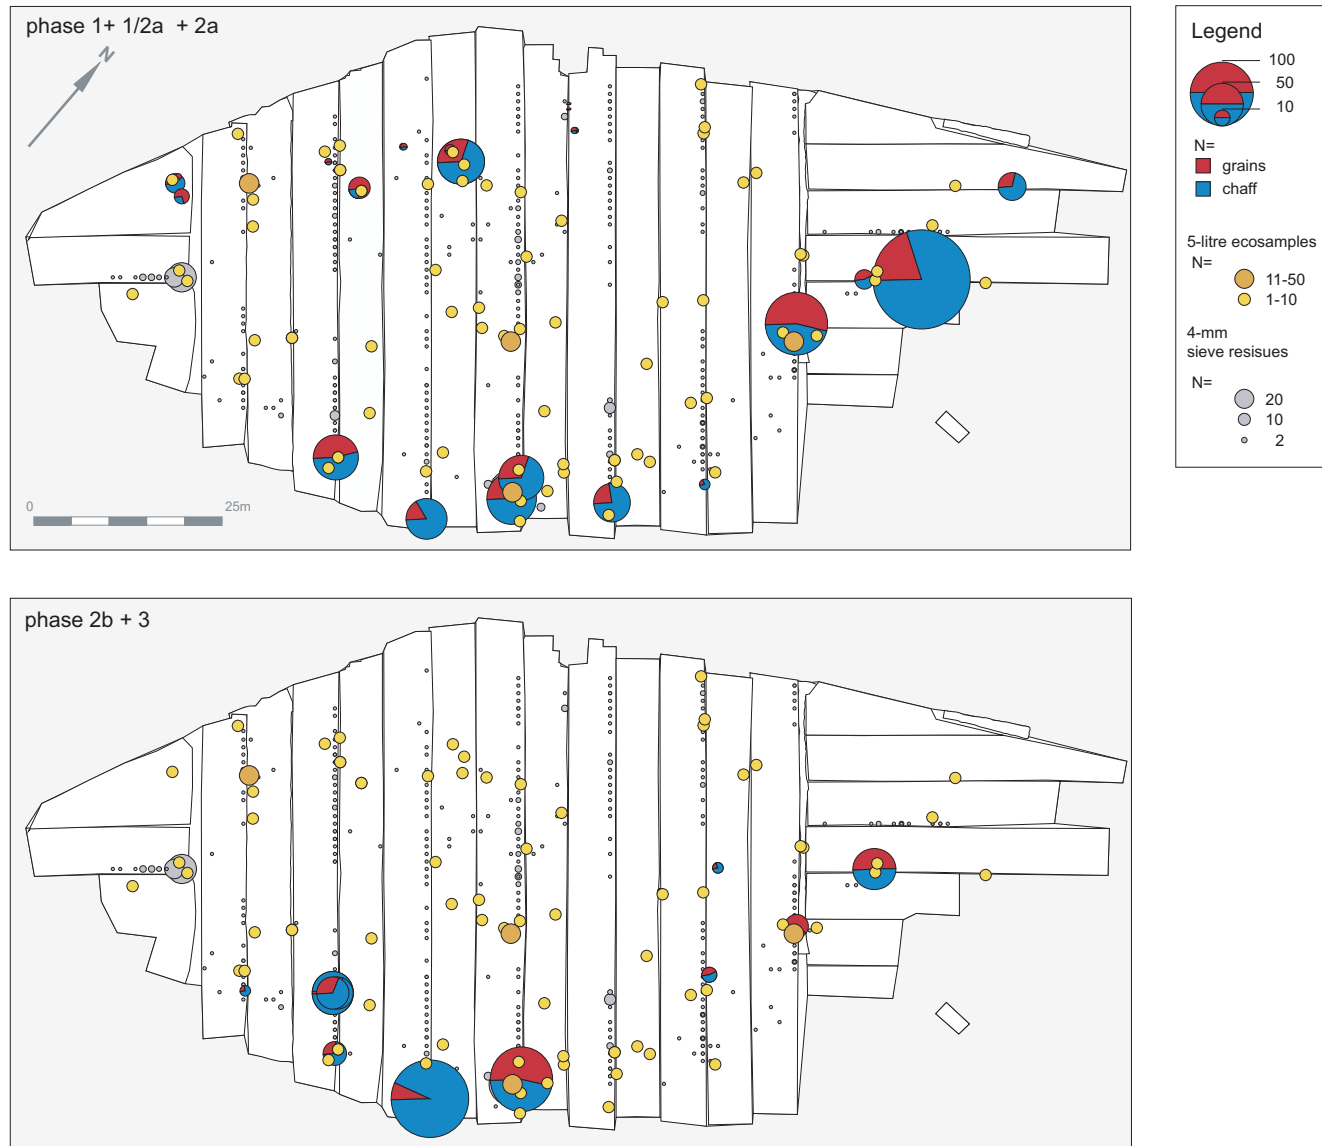 phase 1+ 1/2a + 2a
N
0 25m
Legend
100
50
10
N=
grains
chaff
5-litre ecosamples
N=
11-50
1-10
4-mm
sieve resisues
N=
20
10
2
phase 2b + 3